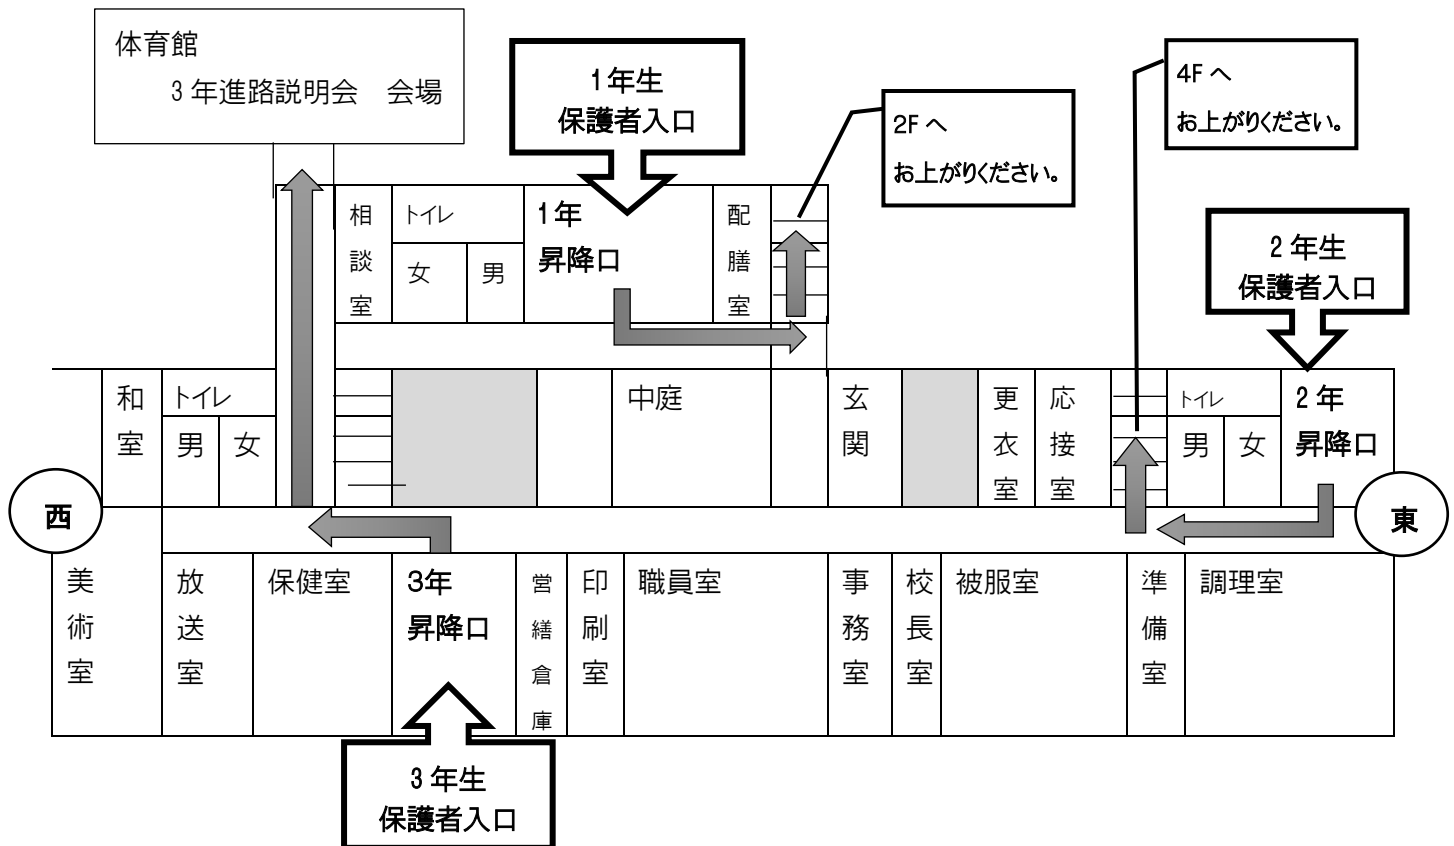 体育館
3年進路説明会 会場
1年生
保護者入口
2Fへ
お上がりください。
4Fへ
お上がりください。
2年生
保護者入口
相談室
トイレ
女
男
1年
昇降口
配膳室
和室
トイレ
男
女
中庭
玄関
更衣室
応接室
トイレ
男
女
2年
昇降口
西
東
美術室
放送室
保健室
3年
昇降口
営繕倉庫
印刷室
職員室
事務室
校長室
被服室
準備室
調理室
3年生
保護者入口